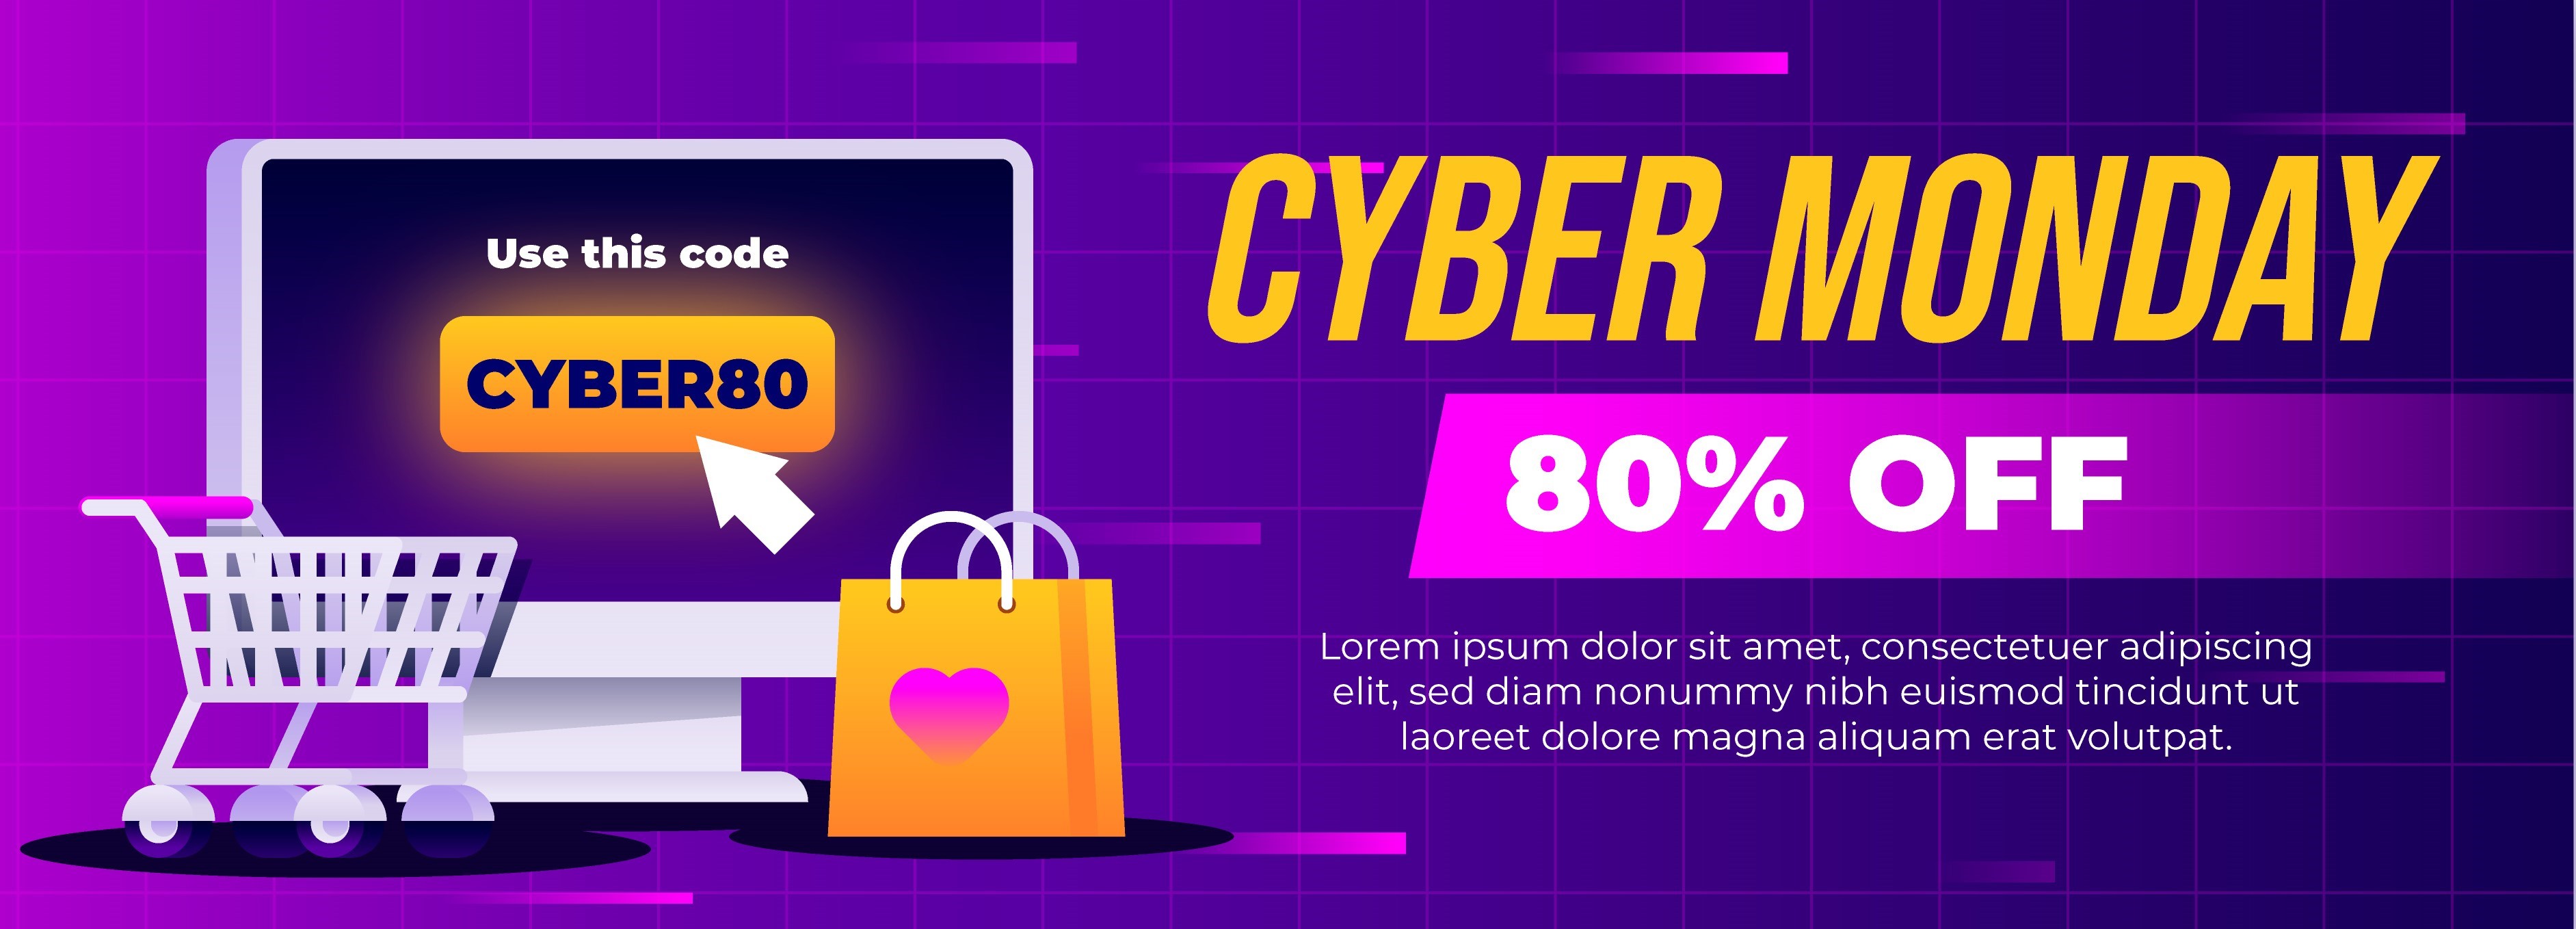 Use this code
CYBER80
CYBER MONDAY
80% OFF
Lorem ipsum dolor sit amet, consectetuer adipiscing
elit, sed diam nonummy nibh euismod tincidunt ut
laoreet dolore magna aliquam erat volutpat.